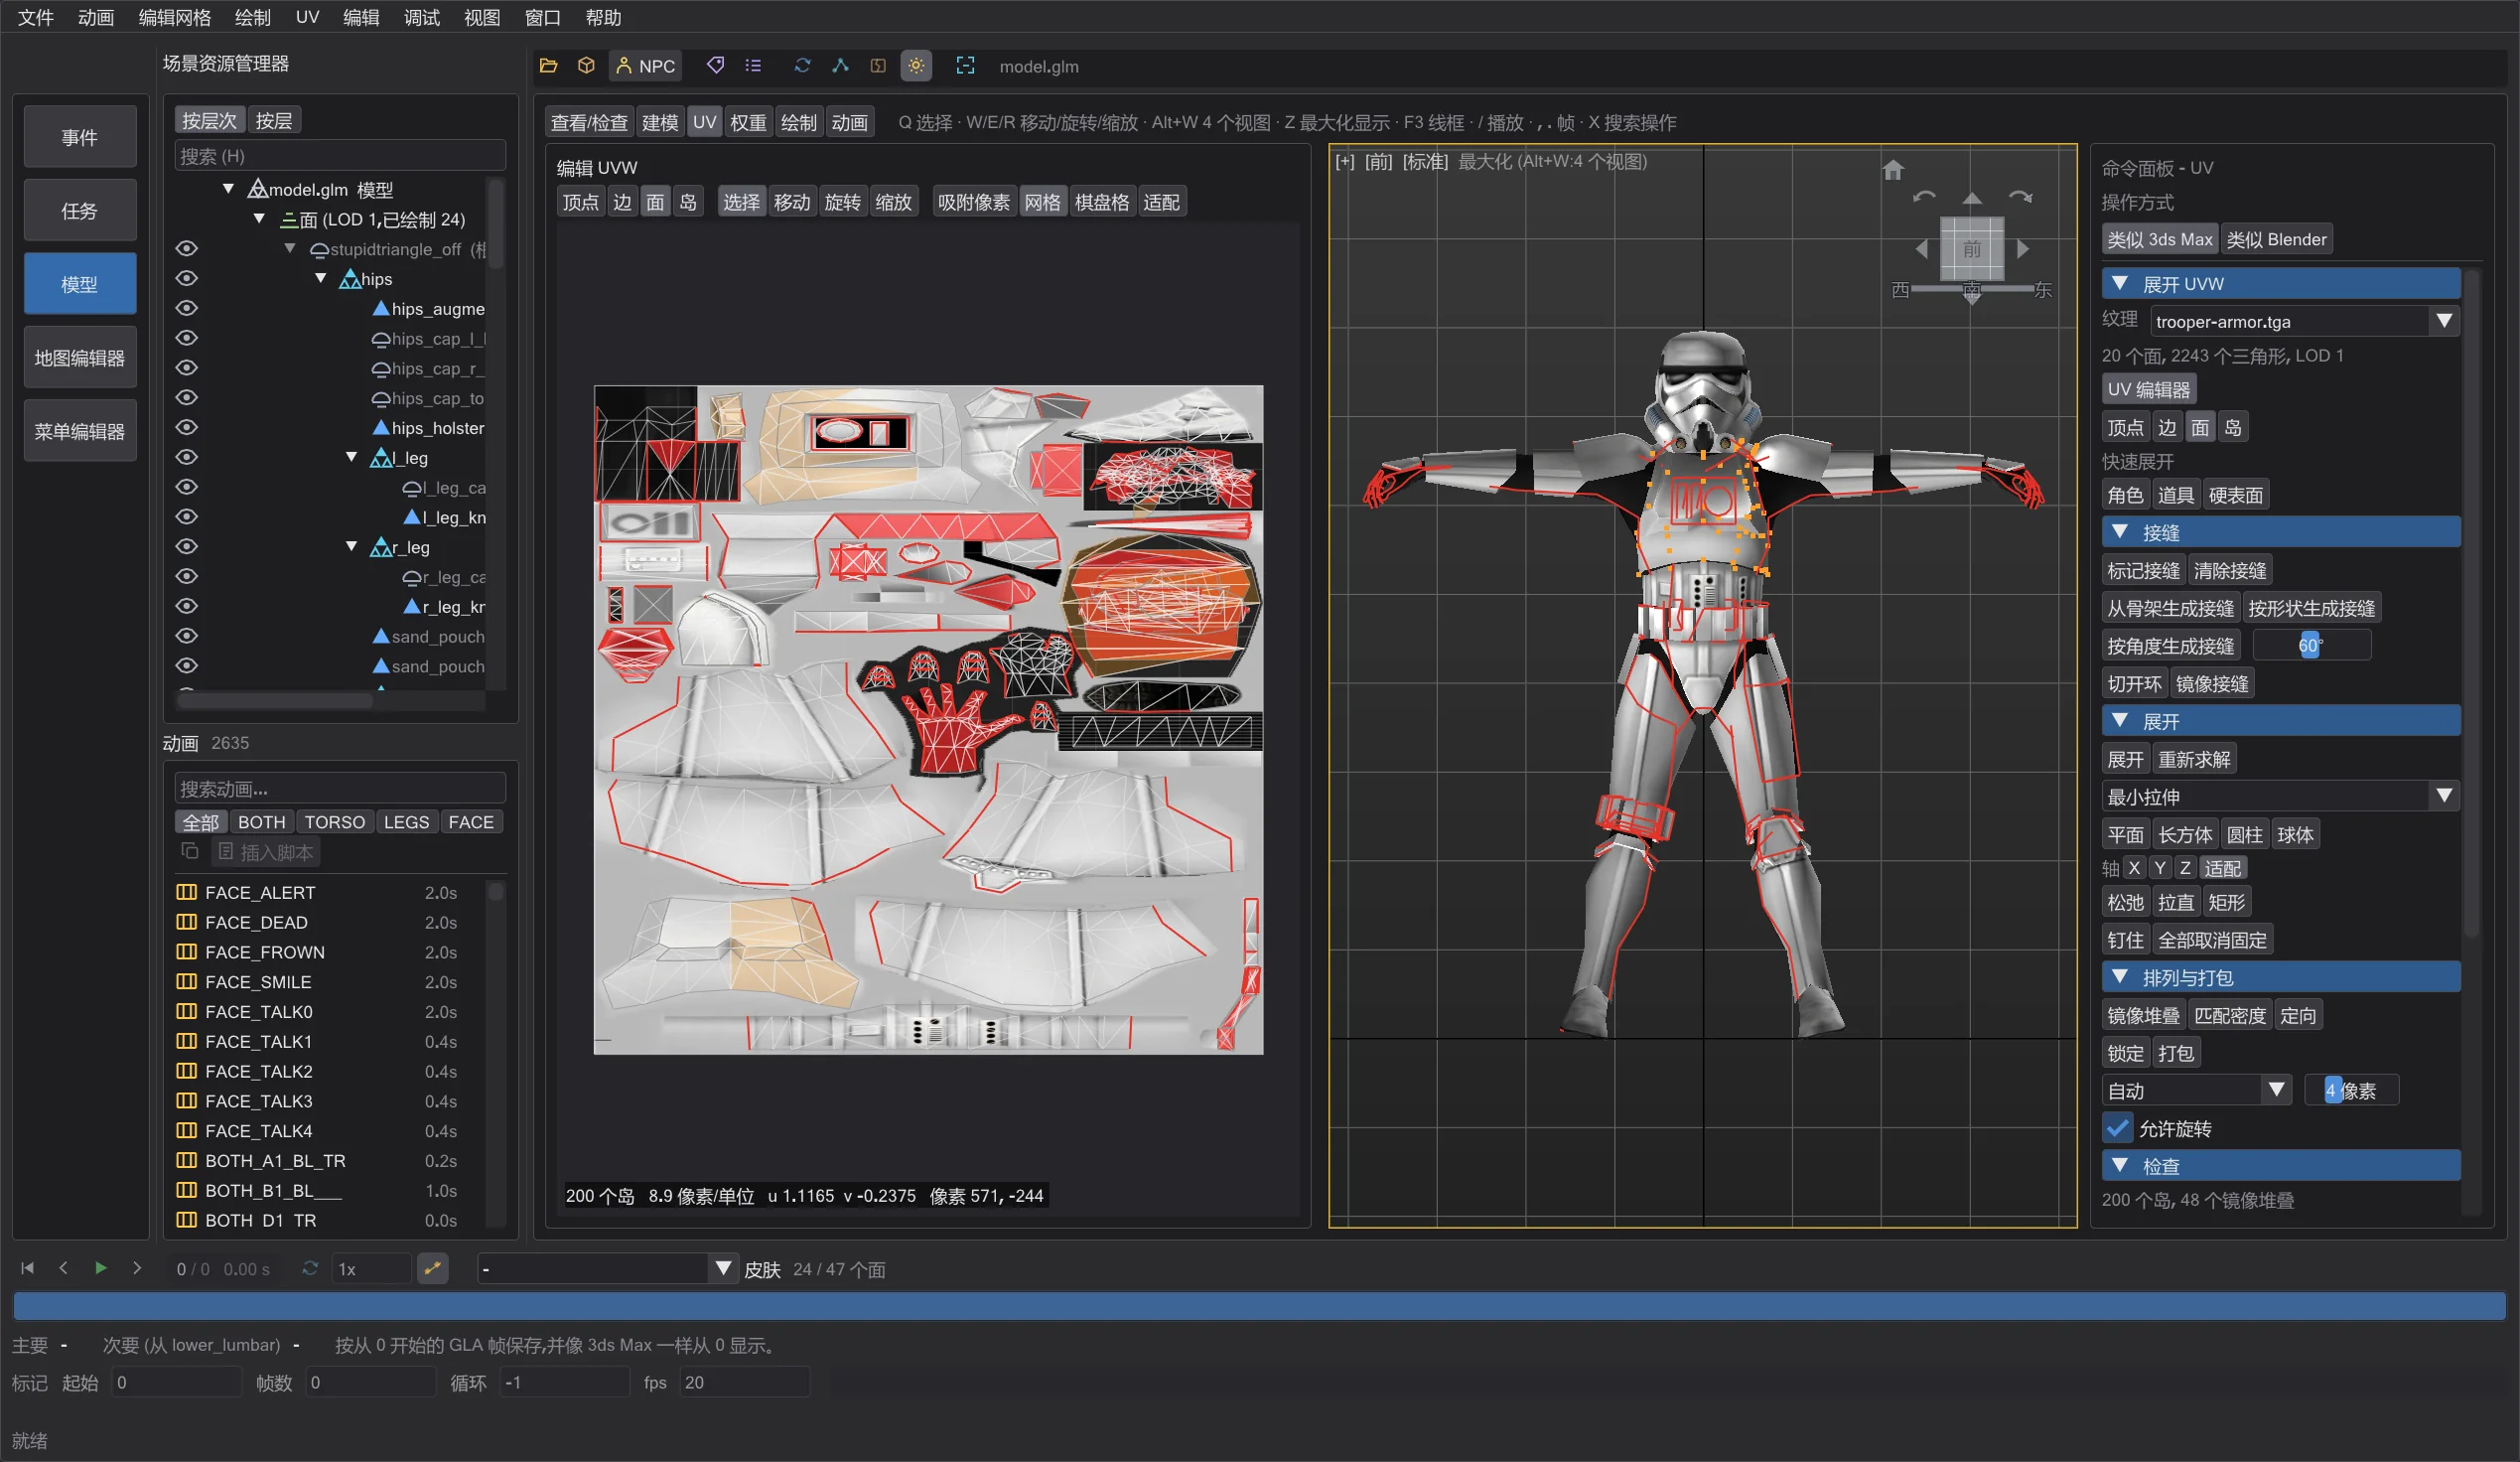 文件 动画 编辑网格 绘制 UV 编辑 调试 视图 窗口 帮助
场景资源管理器
NPC model.glm
事件
任务
模型
地图编辑器
菜单编辑器
按层次 按层
搜索 (H)
model.glm 模型
面 (LOD 1,已绘制 24)
stupidtriangle_off
hips
hips_augme
hips_cap_l_l
hips_cap_r_
hips_cap_to
hips_holster
l_leg
l_leg_ca
l_leg_kn
r_leg
r_leg_ca
r_leg_kr
sand_pouch
sand_pouch
动画 2635
搜索动画...
全部 BOTH TORSO LEGS FACE
插入脚本
FACE_ALERT 2.0s
FACE_DEAD 2.0s
FACE_FROWN 2.0s
FACE_SMILE 2.0s
FACE_TALK0 2.0s
FACE_TALK1 0.4s
FACE_TALK2 0.4s
FACE_TALK3 0.4s
FACE_TALK4 0.4s
BOTH_A1_BL_TR 0.2s
BOTH_B1_BL___ 1.0s
BOTH_D1_TR 0.0s
查看/检查 建模 UV 权重 绘制 动画 Q 选择 · W/E/R 移动/旋转/缩放 · Alt+W 4 个视图 · Z 最大化显示 · F3 线框 · / 播放 · , . 帧 · X 搜索操作
编辑 UVW
顶点 边 面 岛 选择 移动 旋转 缩放 吸附像素 网格 棋盘格 适配
200 个岛 8.9 像素/单位 u 1.1165 v -0.2375 像素 571, -244
[+] [前] [标准] 最大化 (Alt+W:4 个视图)
前
西 南 东
命令面板 - UV
操作方式
类似 3ds Max 类似 Blender
展开 UVW
纹理 trooper-armor.tga
20 个面, 2243 个三角形, LOD 1
UV 编辑器
顶点 边 面 岛
快速展开
角色 道具 硬表面
接缝
标记接缝 清除接缝
从骨架生成接缝 按形状生成接缝
按角度生成接缝 60°
切开环 镜像接缝
展开
展开 重新求解
最小拉伸
平面 长方体 圆柱 球体
轴 X Y Z 适配
松弛 拉直 矩形
钉住 全部取消固定
排列与打包
镜像堆叠 匹配密度 定向
锁定 打包
自动 4 像素
允许旋转
检查
200 个岛, 48 个镜像堆叠
0 / 0 0.00 s 1x - 皮肤 24 / 47 个面
主要 - 次要 (从 lower_lumbar) - 按从 0 开始的 GLA 帧保存,并像 3ds Max 一样从 0 显示。
标记 起始 0 帧数 0 循环 -1 fps 20
就绪